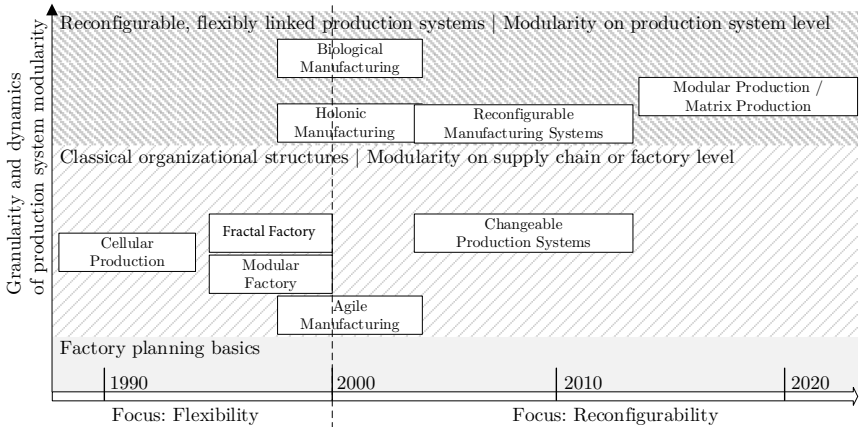 Granularity and dynamics
of production system modularity
Reconfigurable, flexibly linked production systems | Modularity on production system level
Biological
Manufacturing
Modular Production /
Matrix Production
Holonic
Manufacturing
Reconfigurable
Manufacturing Systems
Classical organizational structures | Modularity on supply chain or factory level
Cellular
Production
Fractal Factory
Changeable
Production Systems
Modular
Factory
Agile
Manufacturing
Factory planning basics
1990
2000
2010
2020
Focus: Flexibility
Focus: Reconfigurability